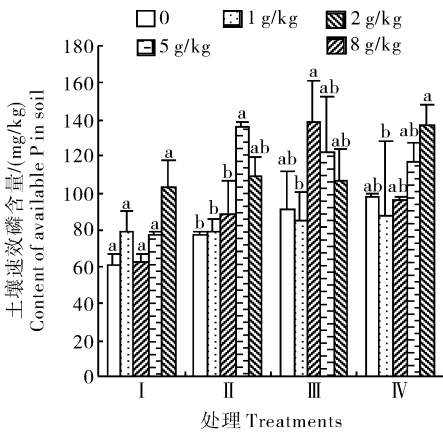 0 1 g/kg 2 g/kg
5 g/kg 8 g/kg
土壤速效磷含量/(mg/kg)
Content of available P in soil
180
160
140
120
100
80
60
40
20
0
a a a a a
b b b a ab
ab b a ab ab
ab b ab ab a
Ⅰ Ⅱ Ⅲ Ⅳ
处理 Treatments